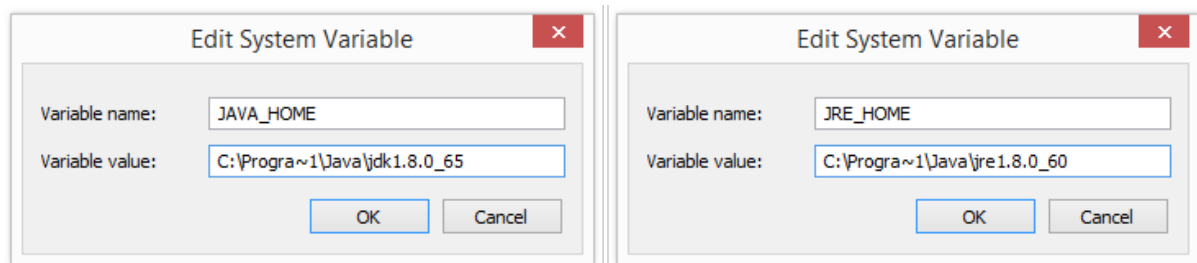 Edit System Variable
Variable name: JAVA_HOME
Variable value: C:\Progra~1\Java\jdk1.8.0_65
OK Cancel
Edit System Variable
Variable name: JRE_HOME
Variable value: C:\Progra~1\Java\jre1.8.0_60
OK Cancel